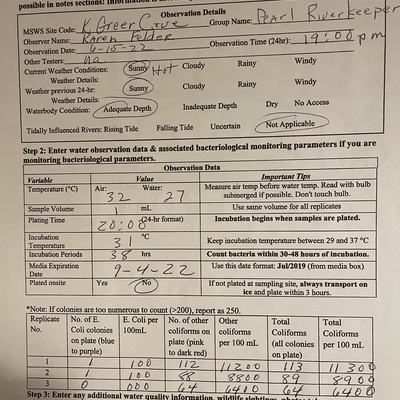 possible in notes sections.
Observation Details
MSWS Site Code: K Greer Cove Group Name: Pearl Riverkeeper
Observer Name: Karen Felder
Observation Date: 6-15-22 Observation Time (24hr): 19:00 pm
Other Testers: na
Current Weather Conditions: Sunny Hot Cloudy Rainy Windy
Weather Details:
Weather previous 24-hr: Sunny Cloudy Rainy Windy
Weather Details:
Waterbody Condition: Adequate Depth Inadequate Depth Dry No Access
Tidally Influenced Rivers: Rising Tide Falling Tide Uncertain Not Applicable
Step 2: Enter water observation data & associated bacteriological monitoring parameters if you are
monitoring bacteriological parameters.
Observation Data
Variable Value Important Tips
Temperature (°C) Air: 32 Water: 27 Measure air temp before water temp. Read with bulb
submerged if possible. Don't touch bulb.
Sample Volume 1 mL Use same volume for all replicates
Plating Time 20:00 (24-hr format) Incubation begins when samples are plated.
Incubation
Temperature 31 °C Keep incubation temperature between 29 and 37 °C
Incubation Periods 38 hrs Count bacteria within 30-48 hours of incubation.
Media Expiration
Date 9-4-22 Use this date format: Jul/2019 (from media box)
Plated onsite Yes No If not plated at sampling site, always transport on
ice and plate within 3 hours.
*Note: If colonies are too numerous to count (>200), report as 250.
Replicate No. No. of E. Coli colonies on plate (blue to purple) E. Coli per 100mL No. of other coliforms on plate (pink to dark red) Other coliforms per 100mL Total Coliforms (all colonies on plate) Total Coliforms per 100 mL
1 1 100 112 11200 113 11300
2 1 100 88 8800 89 8900
3 0 000 64 6410 64 6400
Step 3: Enter any additional water quality information, wildlife sightings,